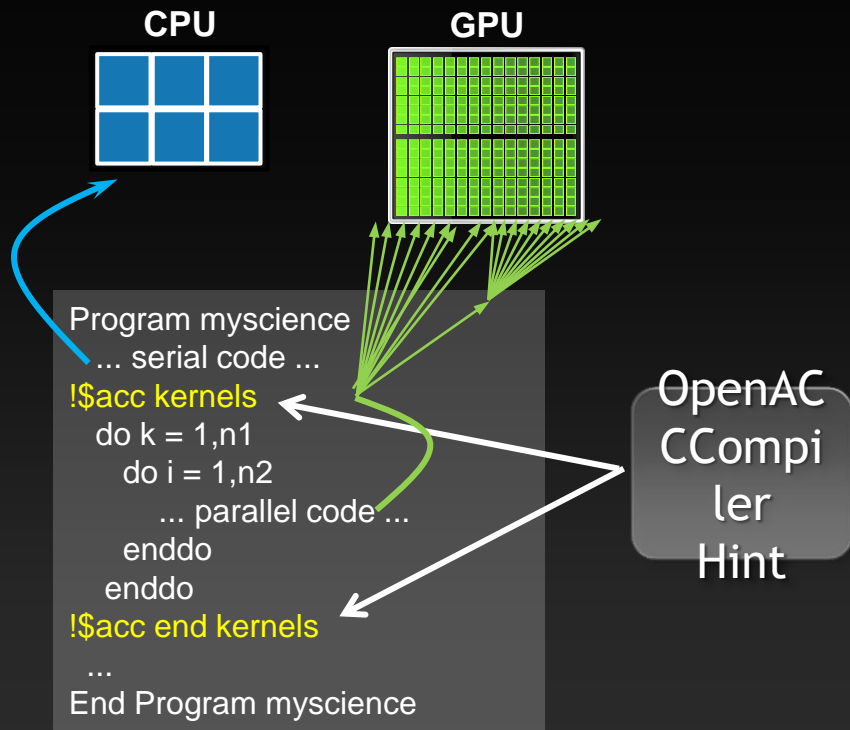 CPU
GPU
Program myscience
... serial code ...
!$acc kernels
do k = 1,n1
do i = 1,n2
... parallel code ...
enddo
enddo
!$acc end kernels
...
End Program myscience
OpenAC
CCompi
ler
Hint